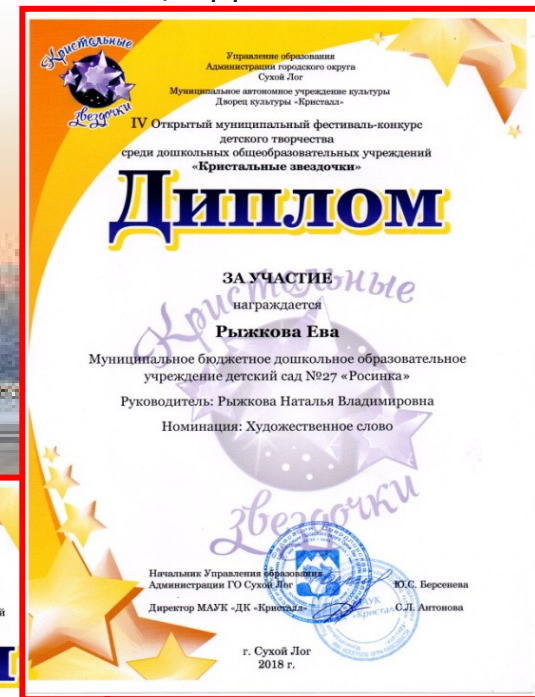 Кристальные
звездочки
Управление образования
Администрации городского округа
Сухой Лог
Муниципальное автономное учреждение культуры
Дворец культуры «Кристалл»
IV Открытый муниципальный фестиваль-конкурс
детского творчества
среди дошкольных общеобразовательных учреждений
«Кристальные звездочки»
Диплом
ЗА УЧАСТИЕ
награждается
Кристальные
Рыжкова Ева
Муниципальное бюджетное дошкольное образовательное
учреждение детский сад №27 «Росинка»
Руководитель: Рыжкова Наталья Владимировна
Номинация: Художественное слово
звездочки
Начальник Управления образования
Администрации ГО Сухой Лог Ю.С. Берсенева
Директор МАУК «ДК «Кристалл» С.Л. Антонова
г. Сухой Лог
2018 г.